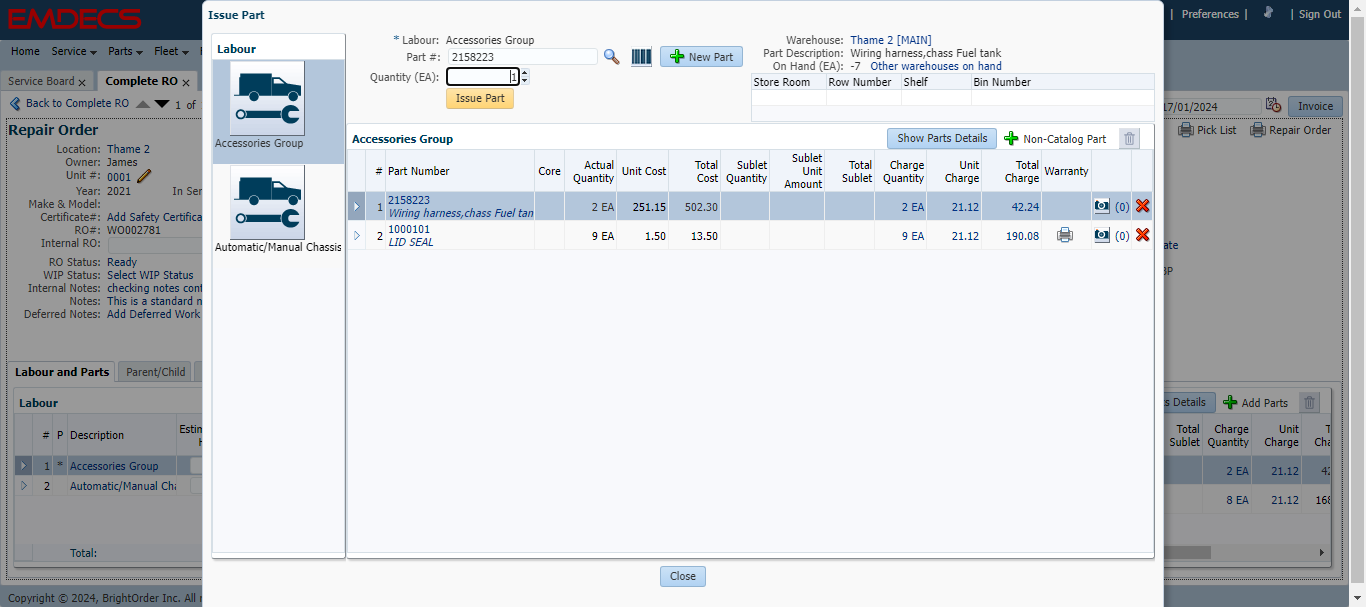 EMDECS
| Preferences | | Sign Out
Home Service Parts Fleet
Service Board x Complete RO x
Back to Complete RO 1 of
17/01/2024 Invoice
Pick List Repair Order
Repair Order
Location: Thame 2
Owner: James
Unit #: 0001
Year: 2021 In Ser
Make & Model:
Certificate#: Add Safety Certifica
RO#: WO002781
Internal RO:
RO Status: Ready
WIP Status: Select WIP Status
Internal Notes: checking notes cont
Notes: This is a standard n
Deferred Notes: Add Deferred Work
Labour and Parts Parent/Child
Labour
# P Description Estim
1 * Accessories Group
2 Automatic/Manual Cha
Total:
Copyright © 2024, BrightOrder Inc. All
Issue Part
Labour
Accessories Group
Automatic/Manual Chassis
* Labour: Accessories Group
Part #: 2158223 New Part
Quantity (EA): 1
Issue Part
Warehouse: Thame 2 [MAIN]
Part Description: Wiring harness,chass Fuel tank
On Hand (EA): -7 Other warehouses on hand
Store Room Row Number Shelf Bin Number
Accessories Group Show Parts Details Non-Catalog Part
# Part Number Core Actual Quantity Unit Cost Total Cost Sublet Quantity Sublet Unit Amount Total Sublet Charge Quantity Unit Charge Total Charge Warranty
1 2158223 2 EA 251.15 502.30 2 EA 21.12 42.24 (0)
Wiring harness,chass Fuel tan
2 1000101 9 EA 1.50 13.50 9 EA 21.12 190.08 (0)
LID SEAL
Close
ate
BP
s Details Add Parts
Total Sublet Charge Quantity Unit Charge
2 EA 21.12 42
8 EA 21.12 168